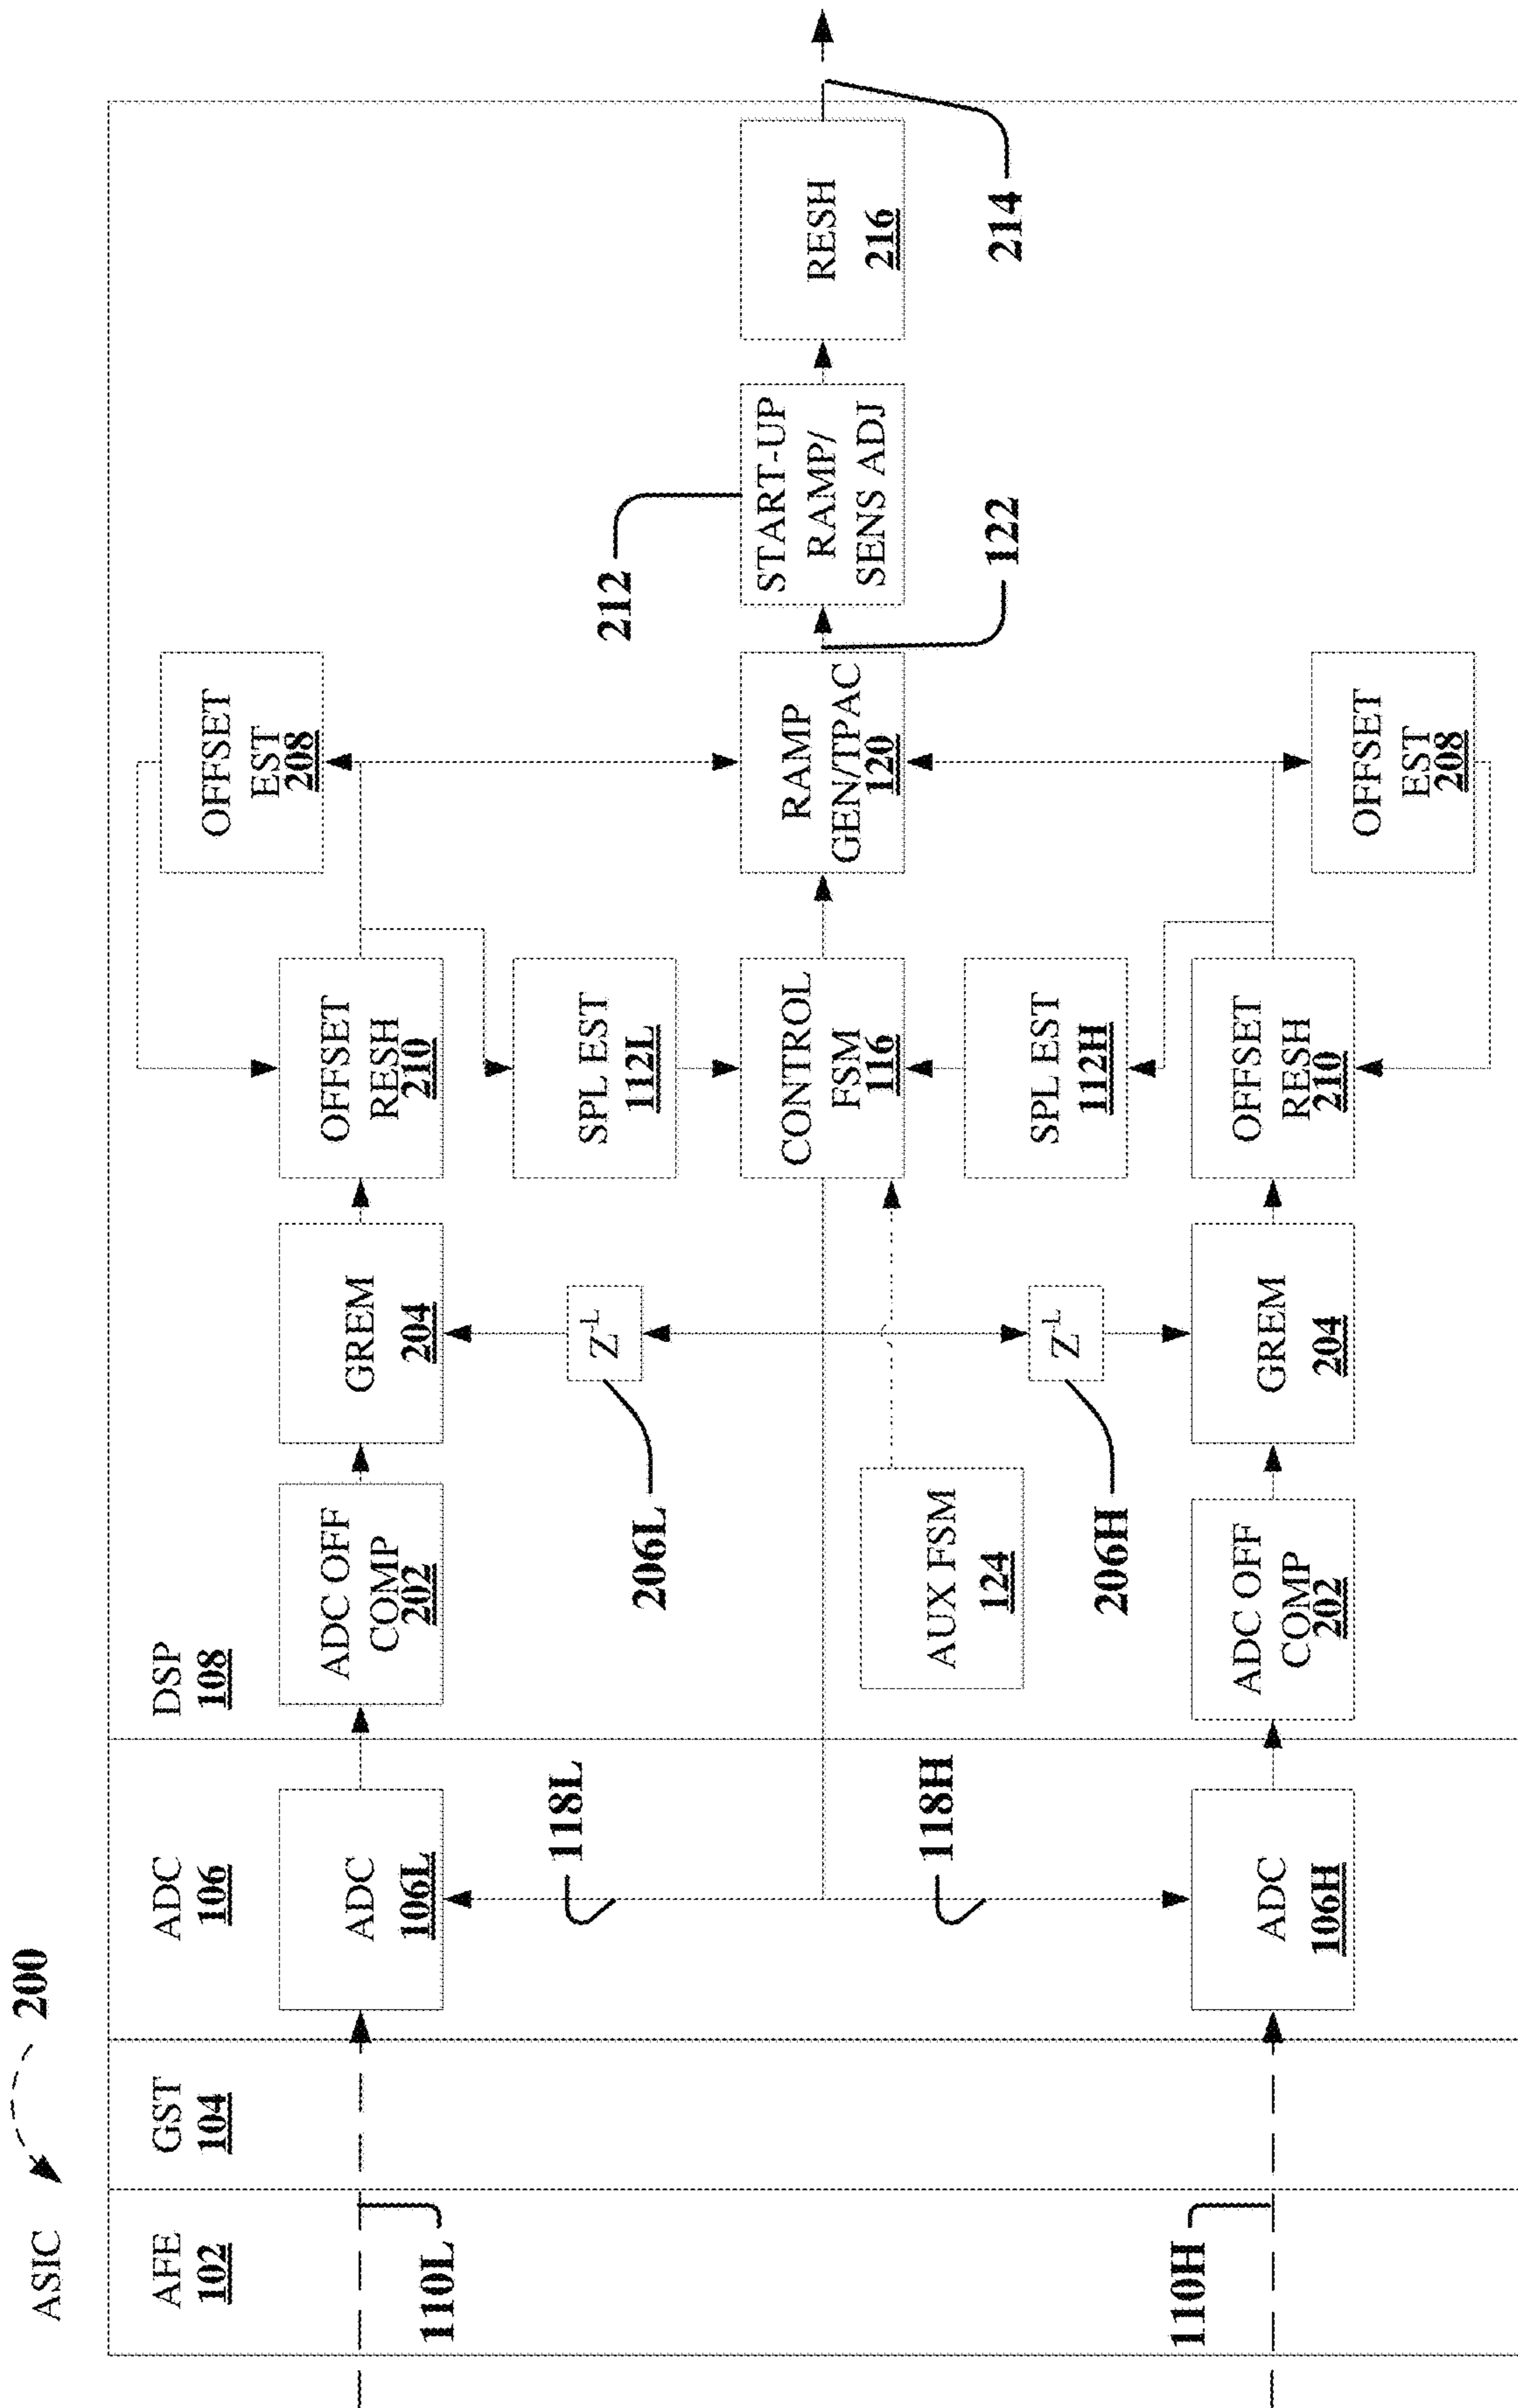 ASIC
200
AFE
102
GST
104
ADC
106
DSP
108
110L
ADC
106L
ADC OFF
COMP
202
GREM
204
OFFSET
RESH
210
OFFSET
EST
208
118L
206L
Z-L
SPL EST
112L
212
CONTROL
FSM
116
RAMP
GEN/TPAC
120
START-UP
RAMP/
SENS ADJ
RESH
216
118H
AUX FSM
124
122
214
206H
Z-L
SPL EST
112H
110H
ADC
106H
ADC OFF
COMP
202
GREM
204
OFFSET
RESH
210
OFFSET
EST
208